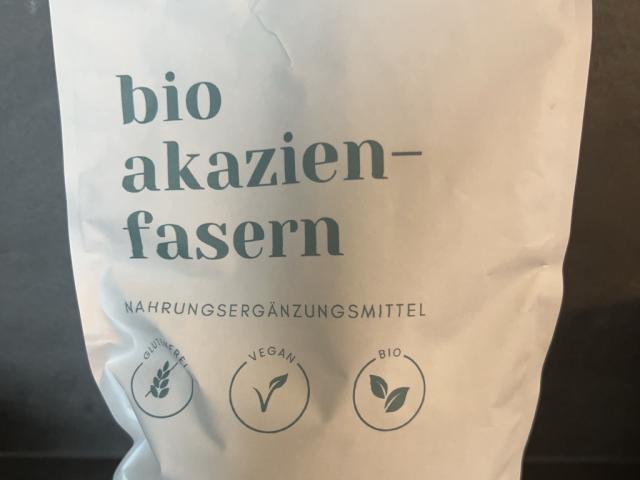 bio
akazien-
fasern
NAHRUNGSERGÄNZUNGSMITTEL
GLUTENFREI
VEGAN
BIO